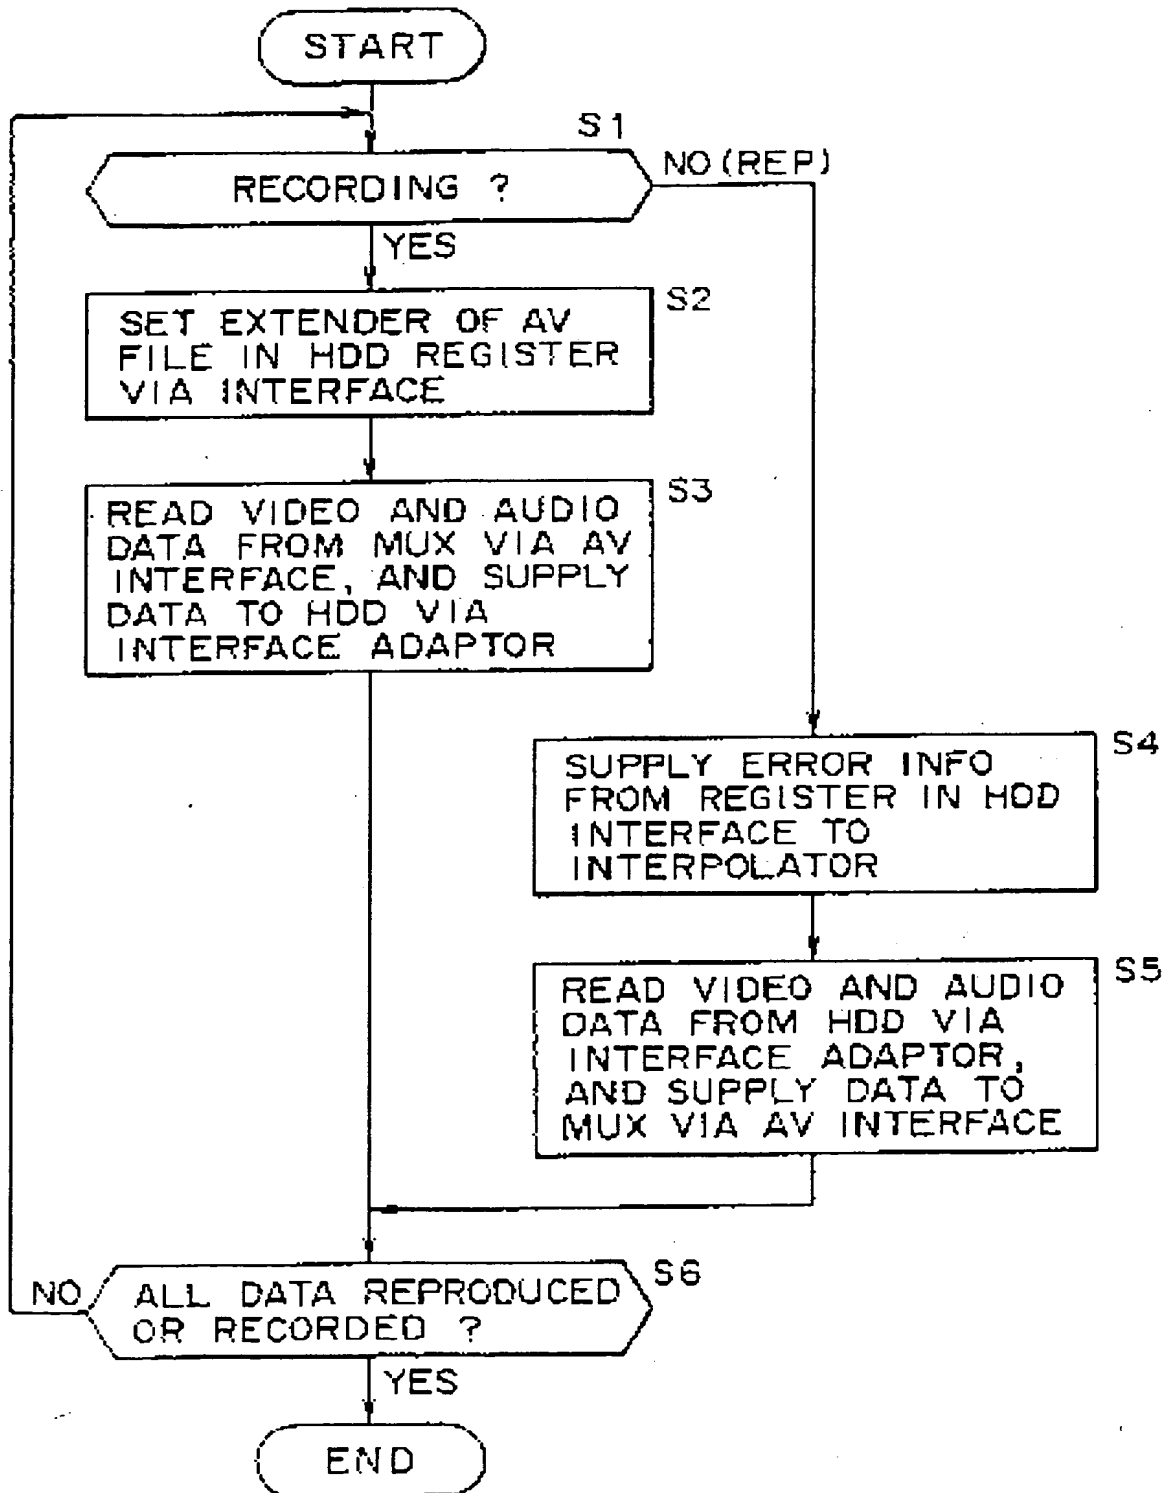 START
S1
RECORDING ?
NO(REP)
YES
S2
SET EXTENDER OF AV
FILE IN HDD REGISTER
VIA INTERFACE
S3
READ VIDEO AND AUDIO
DATA FROM MUX VIA AV
INTERFACE, AND SUPPLY
DATA TO HDD VIA
INTERFACE ADAPTOR
S4
SUPPLY ERROR INFO
FROM REGISTER IN HDD
INTERFACE TO
INTERPOLATOR
S5
READ VIDEO AND AUDIO
DATA FROM HDD VIA
INTERFACE ADAPTOR,
AND SUPPLY DATA TO
MUX VIA AV INTERFACE
S6
NO
ALL DATA REPRODUCED
OR RECORDED ?
YES
END